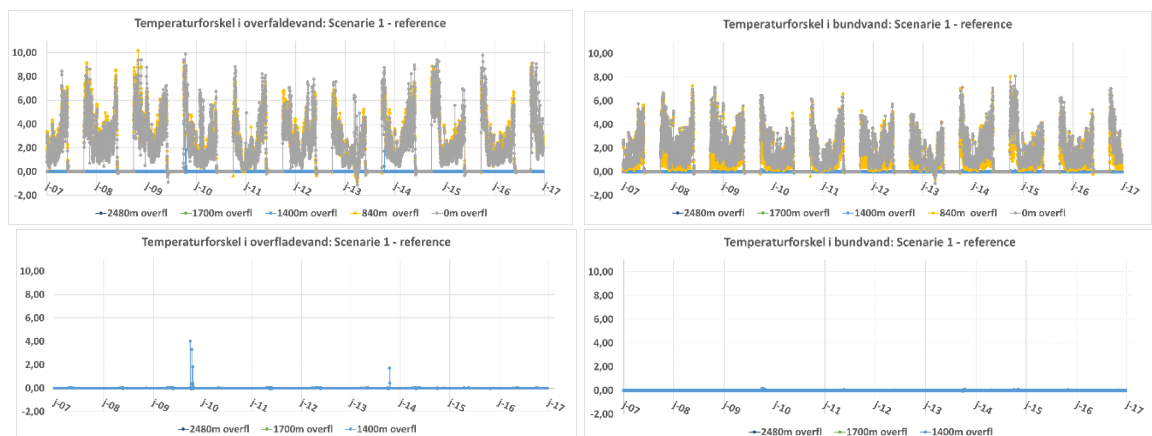 Temperaturforskel i overfaldevand: Scenarie 1 - reference
10,00
8,00
6,00
4,00
2,00
0,00
-2,00
j-07 j-08 j-09 j-10 j-11 j-12 j-13 j-14 j-15 j-16 j-17
2480m overfl 1700m overfl 1400m overfl 840m overfl 0m overfl
Temperaturforskel i bundvand: Scenarie 1 - reference
10,00
8,00
6,00
4,00
2,00
0,00
-2,00
j-07 j-08 j-09 j-10 j-11 j-12 j-13 j-14 j-15 j-16 j-17
2480m overfl 1700m overfl 1400m overfl 840m overfl 0m overfl
Temperaturforskel i overfladevand: Scenarie 1 - reference
10,00
8,00
6,00
4,00
2,00
0,00
-2,00
j-07 j-08 j-09 j-10 j-11 j-12 j-13 j-14 j-15 j-16 j-17
2480m overfl 1700m overfl 1400m overfl
Temperaturforskel i bundvand: Scenarie 1 - reference
10,00
8,00
6,00
4,00
2,00
0,00
-2,00
j-07 j-08 j-09 j-10 j-11 j-12 j-13 j-14 j-15 j-16 j-17
2480m overfl 1700m overfl 1400m overfl